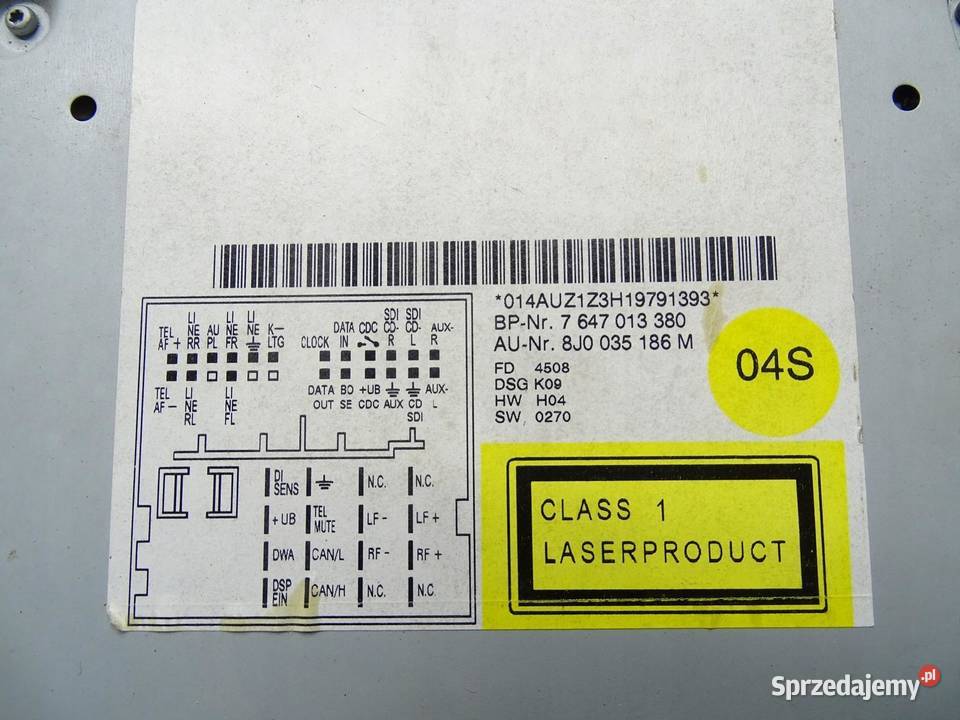 *014AUZ1Z3H19791393*
BP-Nr. 7 647 013 380
AU-Nr. 8J0 035 186 M
FD 4508
DSG K09
HW H04
SW 0270
04S
TEL AF + LI NE RR AU PL LI NE FR LI NE K— LTG
TEL AF - LI NE RL LI NE FL
CLOCK DATA IN CDC SDI CD- R SDI CD- L AUX- R
DATA OUT BO SE +UB CDC AUX CD SDI AUX- L
DI SENS N.C. N.C.
+UB TEL MUTE LF - LF +
DWA CAN/L RF - RF +
DSP EIN CAN/H N.C. N.C.
CLASS 1
LASERPRODUCT
Sprzedajemy.pl